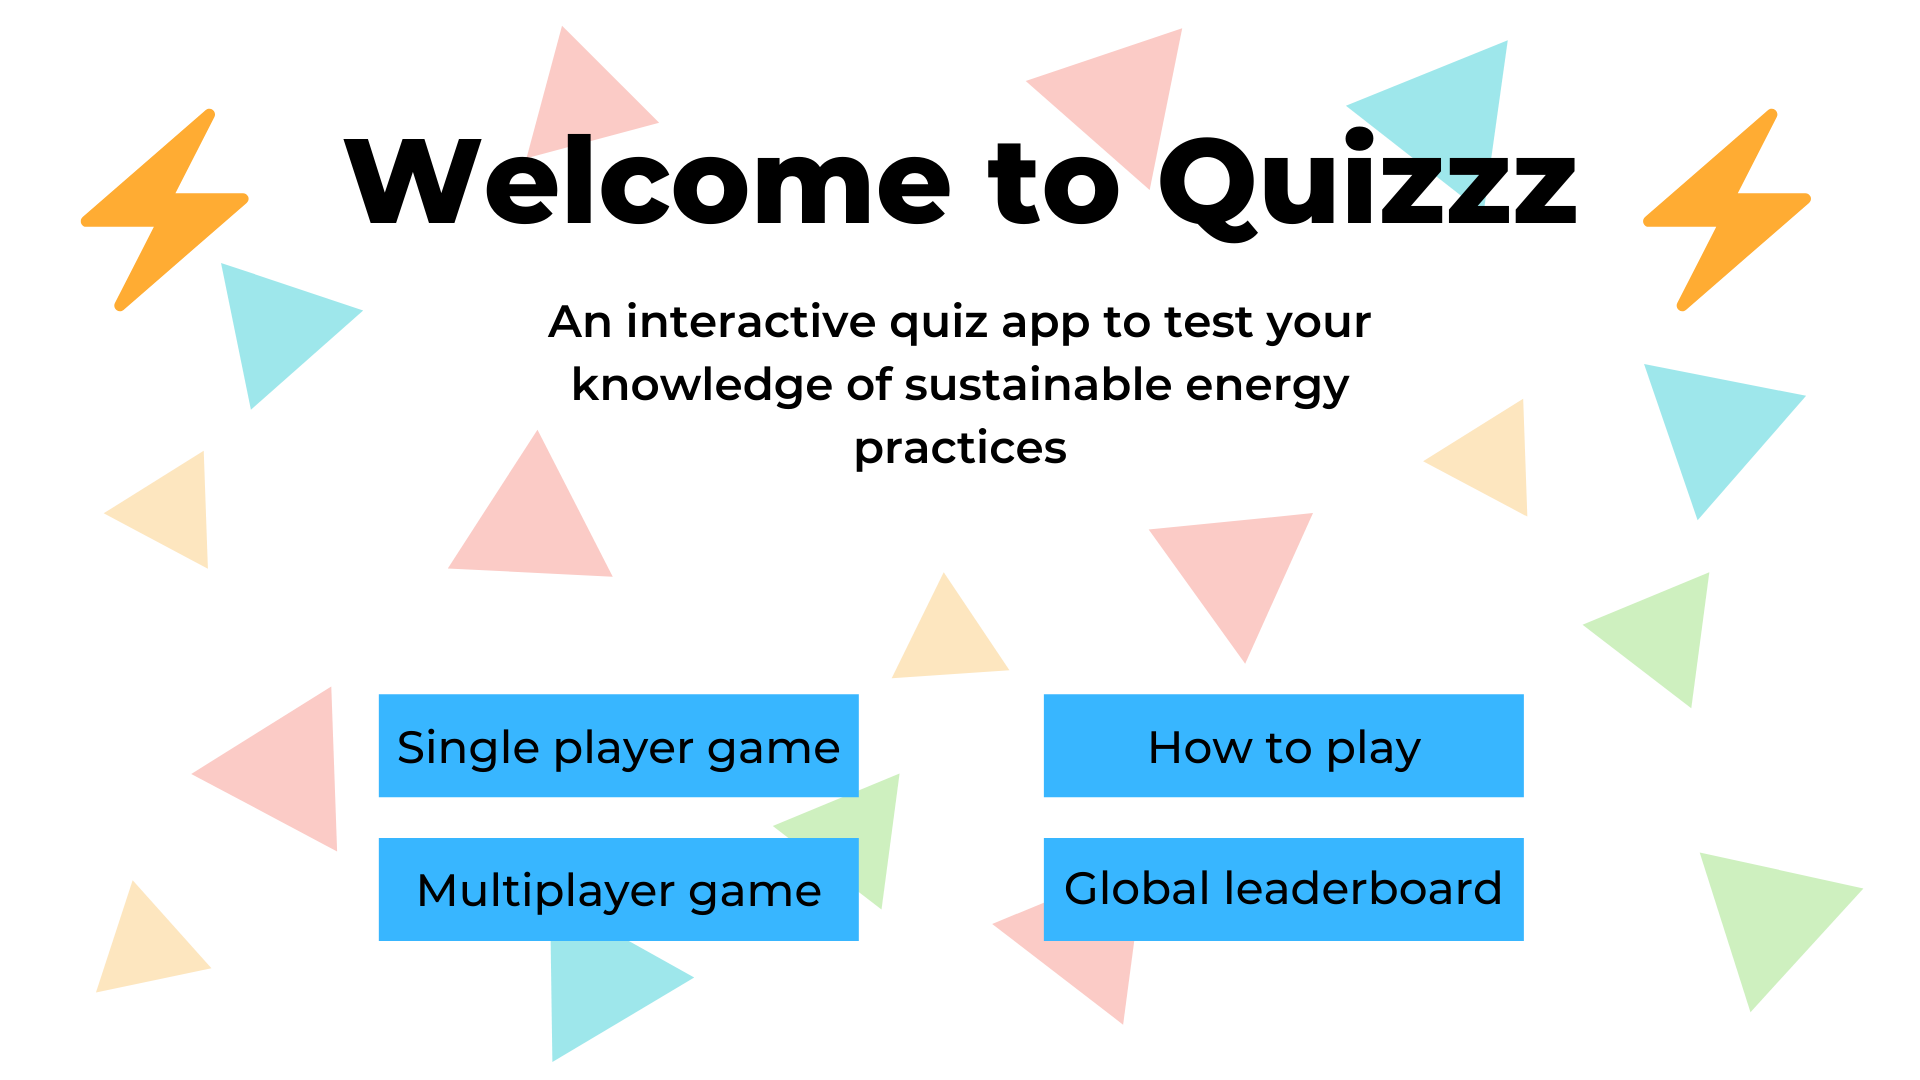 Welcome to Quizzz
An interactive quiz app to test your
knowledge of sustainable energy
practices
Single player game
How to play
Multiplayer game
Global leaderboard